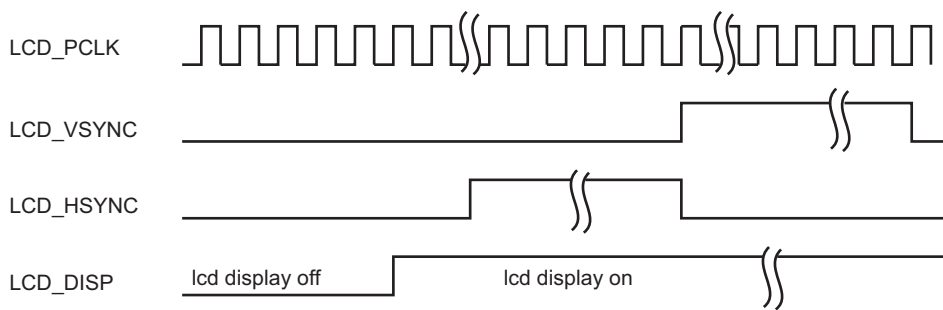 LCD_PCLK
LCD_VSYNC
LCD_HSYNC
LCD_DISP lcd display off lcd display on